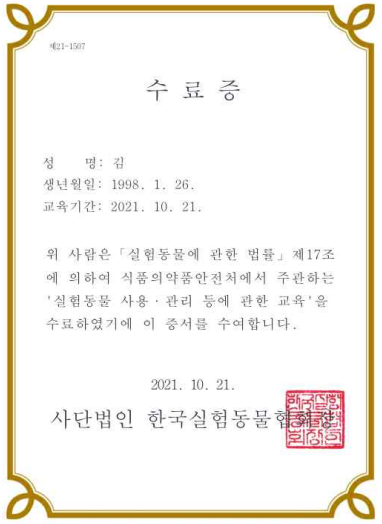 제21-1507
수 료 증
성 명: 김
생년월일: 1998. 1. 26.
교육기간: 2021. 10. 21.
위 사람은「실험동물에 관한 법률」제17조
에 의하여 식품의약품안전처에서 주관하는
'실험동물 사용·관리 등에 관한 교육'을
수료하였기에 이 증서를 수여합니다.
2021. 10. 21.
사단법인 한국실험동물협회장